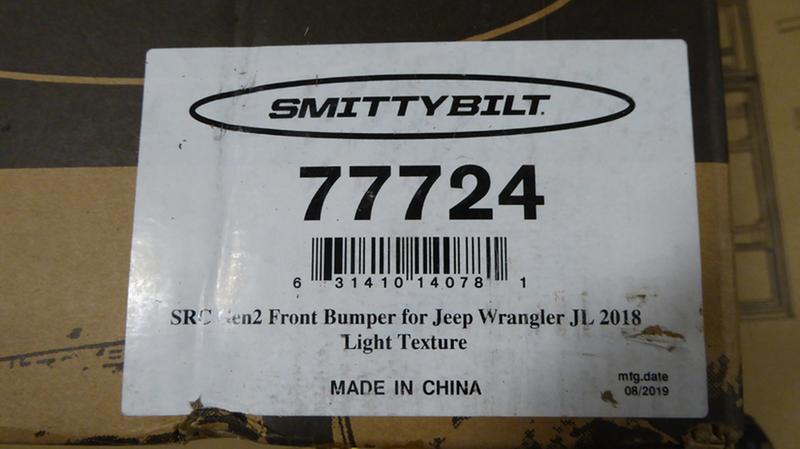 SMITTYBILT
77724
6 31410 14078 1
SRC Gen2 Front Bumper for Jeep Wrangler JL 2018
Light Texture
MADE IN CHINA
mfg.date
08/2019